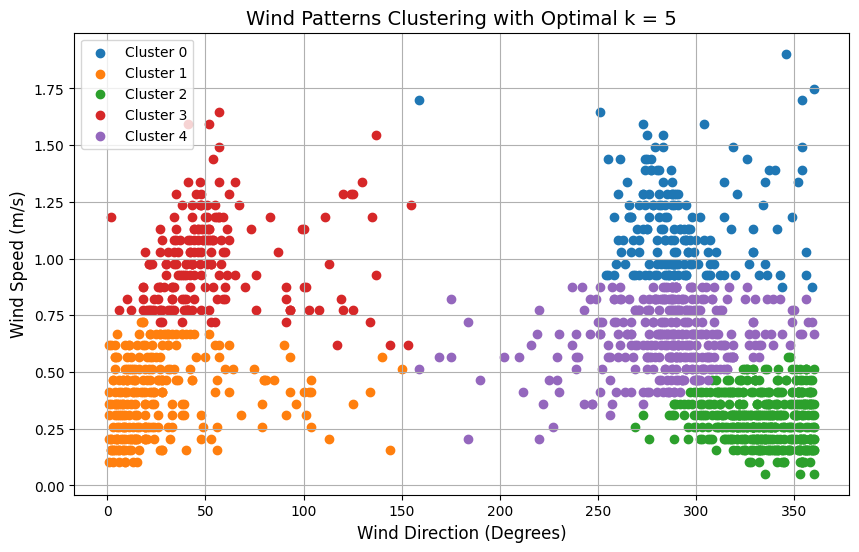 Wind Patterns Clustering with Optimal k = 5
Cluster 0
Cluster 1
Cluster 2
Cluster 3
Cluster 4
Wind Speed (m/s)
1.75
1.50
1.25
1.00
0.75
0.50
0.25
0.00
0 50 100 150 200 250 300 350
Wind Direction (Degrees)